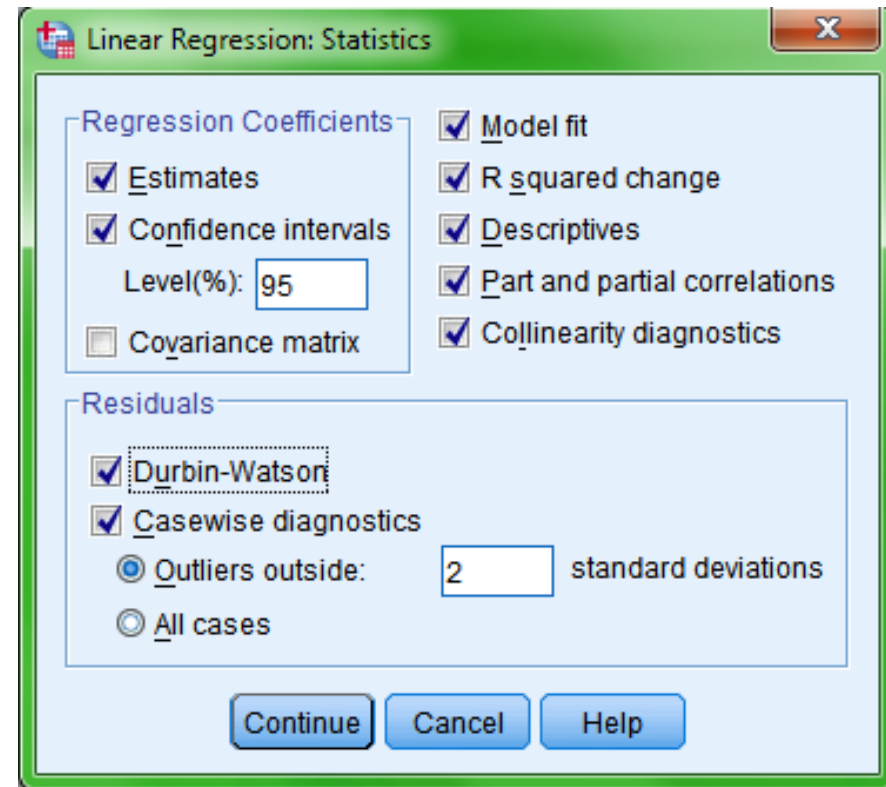 Linear Regression: Statistics
Regression Coefficients
Estimates
Confidence intervals
Level(%): 95
Covariance matrix
Model fit
R squared change
Descriptives
Part and partial correlations
Collinearity diagnostics
Residuals
Durbin-Watson
Casewise diagnostics
Outliers outside: 2 standard deviations
All cases
Continue Cancel Help